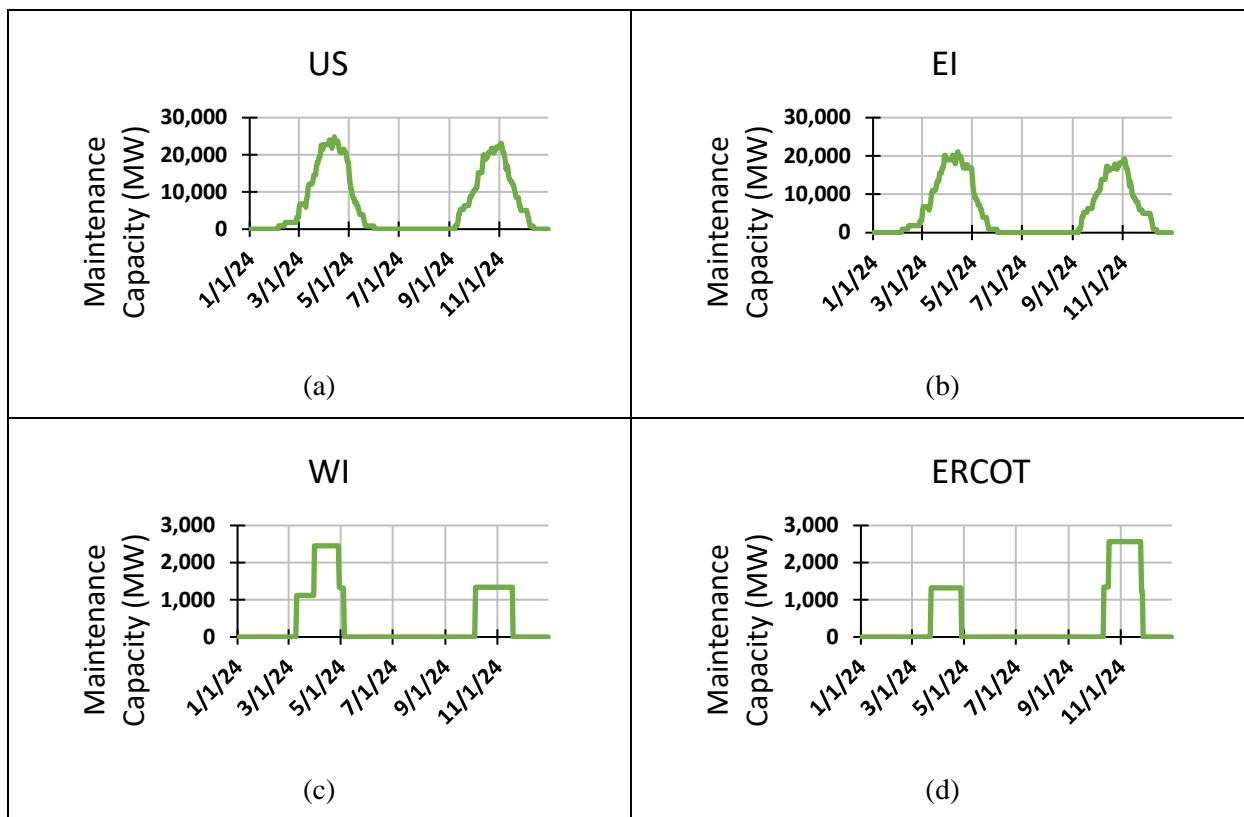 US
Maintenance
Capacity (MW)
30,000
20,000
10,000
0
1/1/24
3/1/24
5/1/24
7/1/24
9/1/24
11/1/24
(a)
EI
Maintenance
Capacity (MW)
30,000
20,000
10,000
0
1/1/24
3/1/24
5/1/24
7/1/24
9/1/24
11/1/24
(b)
WI
Maintenance
Capacity (MW)
3,000
2,000
1,000
0
1/1/24
3/1/24
5/1/24
7/1/24
9/1/24
11/1/24
(c)
ERCOT
Maintenance
Capacity (MW)
3,000
2,000
1,000
0
1/1/24
3/1/24
5/1/24
7/1/24
9/1/24
11/1/24
(d)